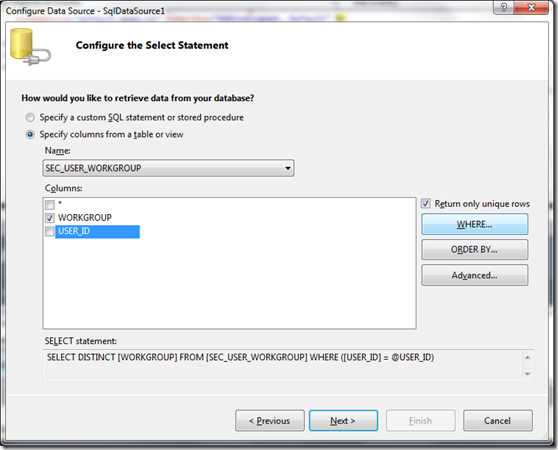 Configure Data Source - SqlDataSource1
Configure the Select Statement
How would you like to retrieve data from your database?
Specify a custom SQL statement or stored procedure
Specify columns from a table or view
Name:
SEC_USER_WORKGROUP
Columns:
*
Return only unique rows
WORKGROUP
WHERE...
USER_ID
ORDER BY...
Advanced...
SELECT statement:
SELECT DISTINCT [WORKGROUP] FROM [SEC_USER_WORKGROUP] WHERE ([USER_ID] = @USER_ID)
< Previous
Next >
Finish
Cancel